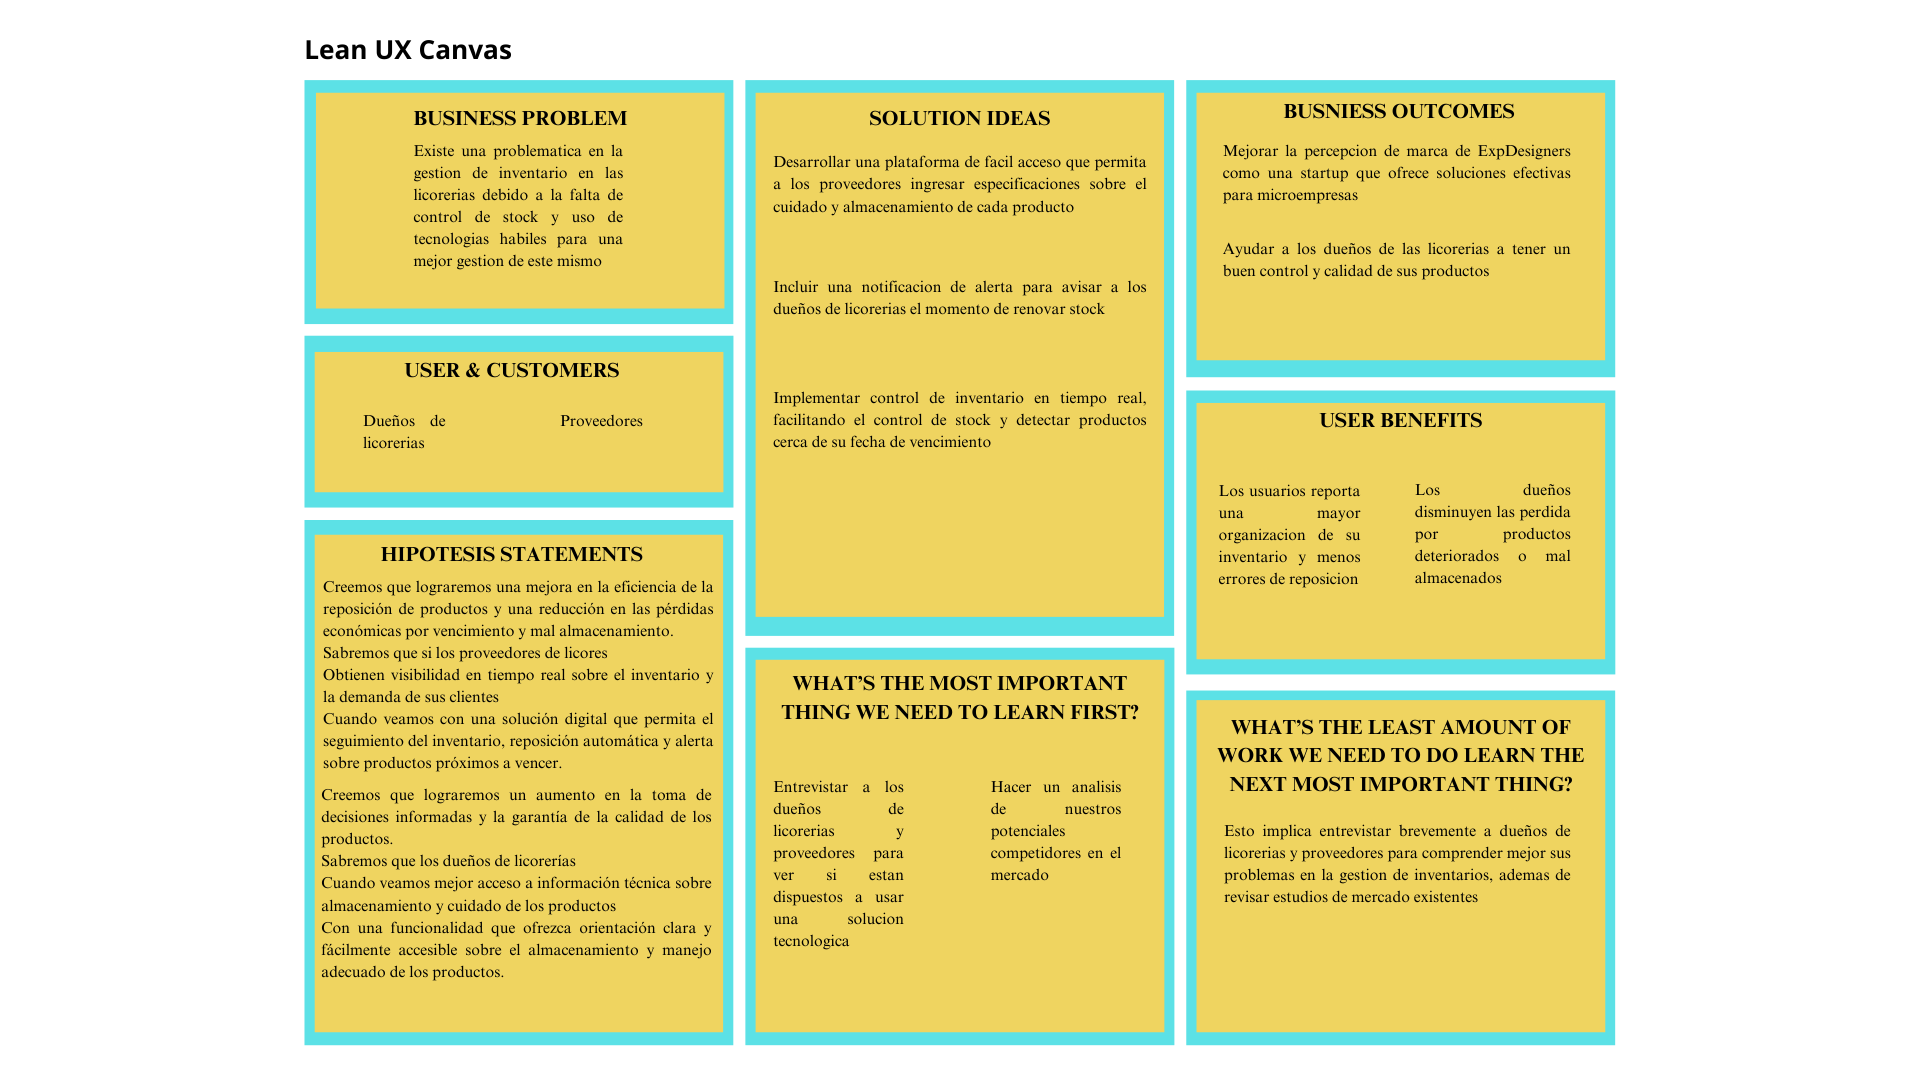 Lean UX Canvas
BUSINESS PROBLEM
Existe una problematica en la
gestion de inventario en las
licorerias debido a la falta de
control de stock y uso de
tecnologias habiles para una
mejor gestion de este mismo
USER & CUSTOMERS
Dueños de
licorerias
Proveedores
HIPOTESIS STATEMENTS
Creemos que lograremos una mejora en la eficiencia de la
reposición de productos y una reducción en las pérdidas
económicas por vencimiento y mal almacenamiento.
Sabremos que si los proveedores de licores
Obtienen visibilidad en tiempo real sobre el inventario y
la demanda de sus clientes
Cuando veamos con una solución digital que permita el
seguimiento del inventario, reposición automática y alerta
sobre productos próximos a vencer.
Creemos que lograremos un aumento en la toma de
decisiones informadas y la garantía de la calidad de los
productos.
Sabremos que los dueños de licorerías
Cuando veamos mejor acceso a información técnica sobre
almacenamiento y cuidado de los productos
Con una funcionalidad que ofrezca orientación clara y
fácilmente accesible sobre el almacenamiento y manejo
adecuado de los productos.
SOLUTION IDEAS
Desarrollar una plataforma de facil acceso que permita
a los proveedores ingresar especificaciones sobre el
cuidado y almacenamiento de cada producto
Incluir una notificacion de alerta para avisar a los
dueños de licorerias el momento de renovar stock
Implementar control de inventario en tiempo real,
facilitando el control de stock y detectar productos
cerca de su fecha de vencimiento
WHAT'S THE MOST IMPORTANT
THING WE NEED TO LEARN FIRST?
Entrevistar a los
dueños de
licorerias y
proveedores para
ver si estan
dispuestos a usar
una solucion
tecnologica
Hacer un analisis
de nuestros
potenciales
competidores en el
mercado
BUSNIESS OUTCOMES
Mejorar la percepcion de marca de ExpDesigners
como una startup que ofrece soluciones efectivas
para microempresas
Ayudar a los dueños de las licorerias a tener un
buen control y calidad de sus productos
USER BENEFITS
Los usuarios reporta
una mayor
organizacion de su
inventario y menos
errores de reposicion
Los dueños
disminuyen las perdida
por productos
deteriorados o mal
almacenados
WHAT'S THE LEAST AMOUNT OF
WORK WE NEED TO DO LEARN THE
NEXT MOST IMPORTANT THING?
Esto implica entrevistar brevemente a dueños de
licorerias y proveedores para comprender mejor sus
problemas en la gestion de inventarios, ademas de
revisar estudios de mercado existentes